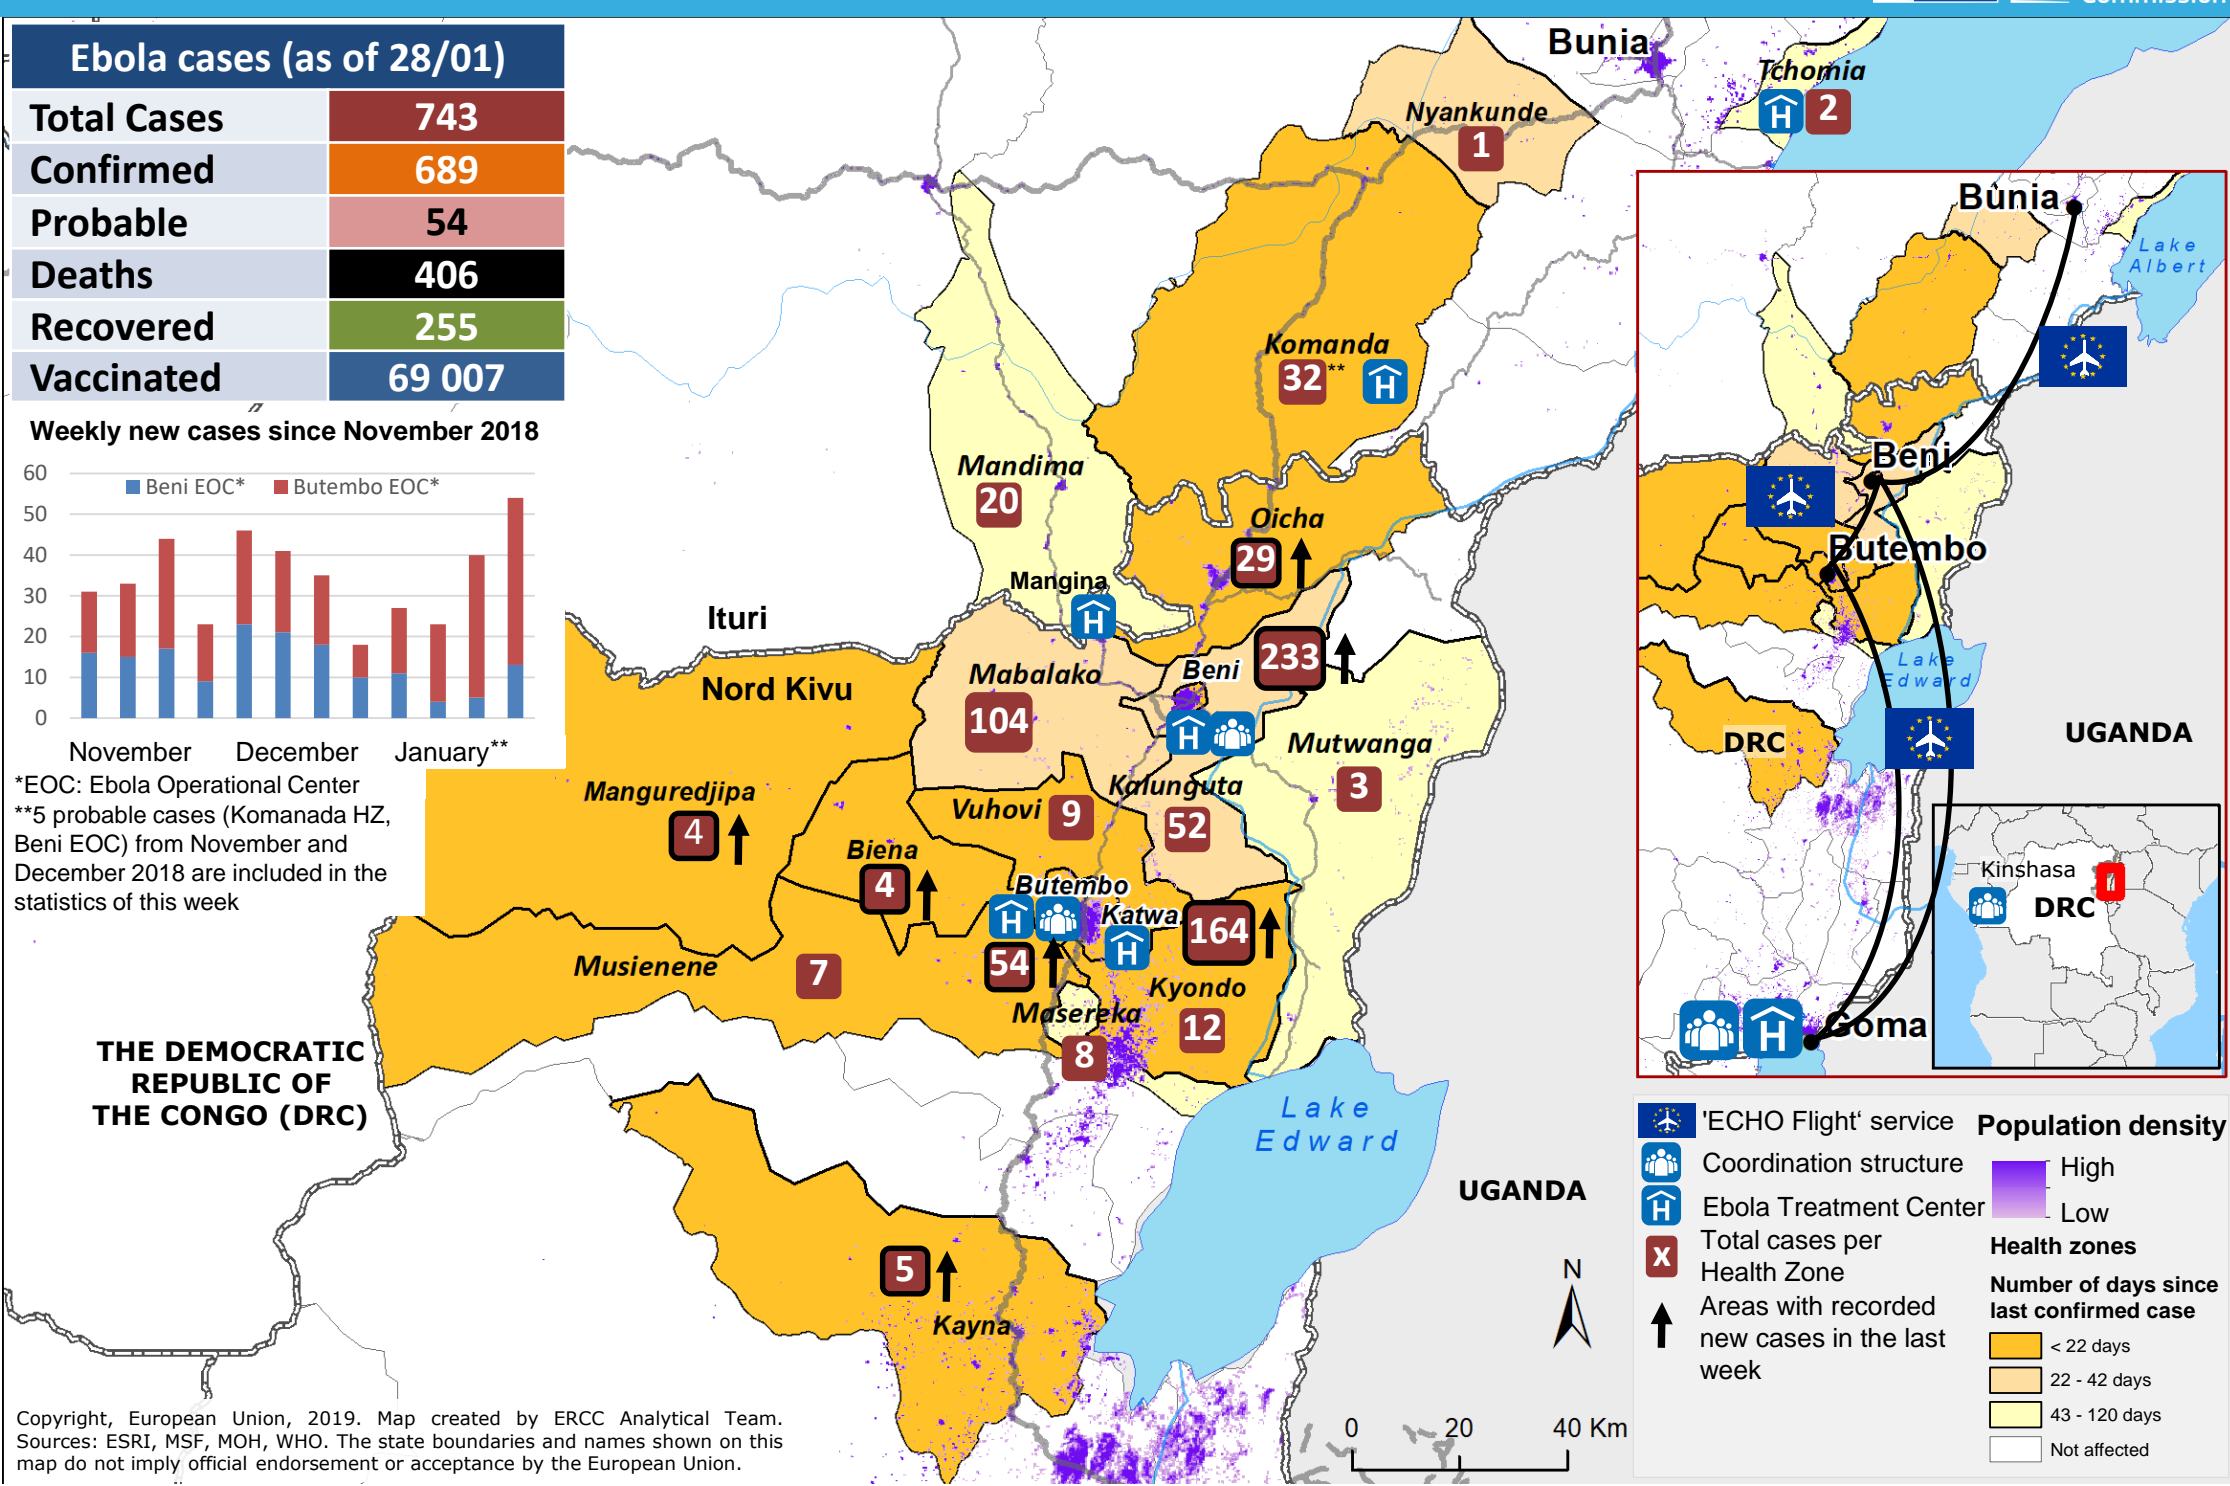 Commission
Ebola cases (as of 28/01)
Total Cases 743
Confirmed 689
Probable 54
Deaths 406
Recovered 255
Vaccinated 69 007
Weekly new cases since November 2018
60
50
40
30
20
10
0
Beni EOC* Butembo EOC*
November December January**
*EOC: Ebola Operational Center
**5 probable cases (Komanada HZ,
Beni EOC) from November and
December 2018 are included in the
statistics of this week
Bunia
Tchomia
H 2
Nyankunde
1
Komanda
32** H
Mandima
20
Oicha
29
Mangina
H
Ituri
Nord Kivu
Mabalako
104
Beni
233
H
Mutwanga
3
Manguredjipa
4
Vuhovi 9
Kalunguta
52
Biena
4
Butembo
H
54
Katwa
H
164
Musienene
7
Kyondo
12
Masereka
8
THE DEMOCRATIC
REPUBLIC OF
THE CONGO (DRC)
Lake
Edward
UGANDA
5
Kayna
N
0 20 40 Km
Copyright, European Union, 2019. Map created by ERCC Analytical Team.
Sources: ESRI, MSF, MOH, WHO. The state boundaries and names shown on this
map do not imply official endorsement or acceptance by the European Union.
Bunia
Lake
Albert
Beni
Butembo
Lake
Edward
DRC
UGANDA
Kinshasa
DRC
H
Goma
'ECHO Flight‘ service
Coordination structure
H Ebola Treatment Center
X Total cases per
Health Zone
Areas with recorded
new cases in the last
week
Population density
High
Low
Health zones
Number of days since
last confirmed case
< 22 days
22 - 42 days
43 - 120 days
Not affected